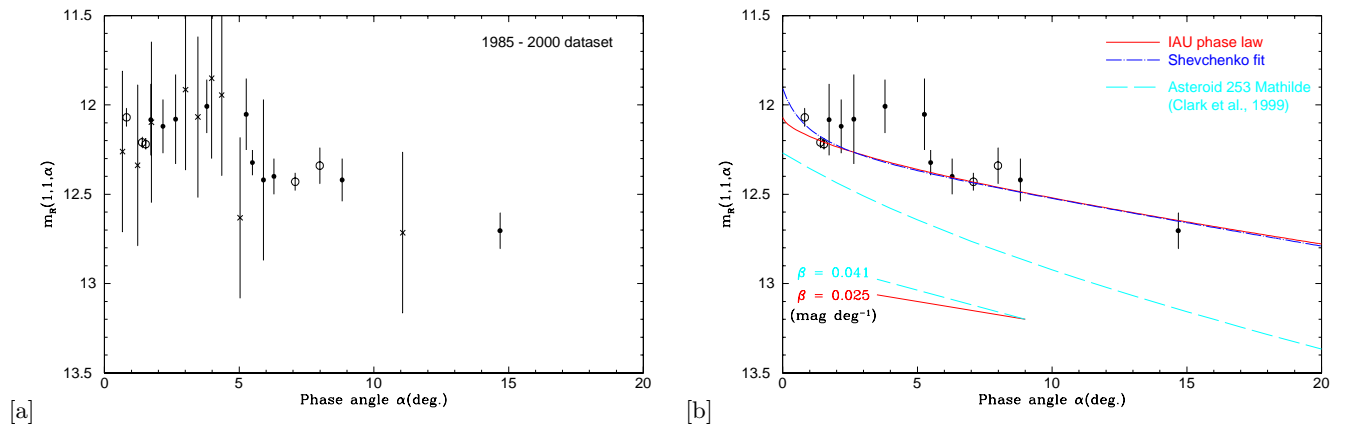 11.5
12
12.5
13
13.5
0
5
10
15
20
m_R(1,1,α)
Phase angle α(deg.)
1985 - 2000 dataset
[a]
11.5
12
12.5
13
13.5
0
5
10
15
20
m_R(1,1,α)
Phase angle α(deg.)
IAU phase law
Shevchenko fit
Asteroid 253 Mathilde
(Clark et al., 1999)
β = 0.041
β = 0.025
(mag deg⁻¹)
[b]